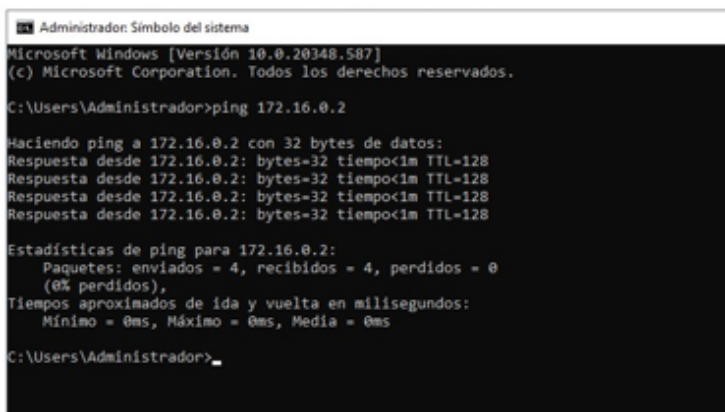 Administrador: Símbolo del sistema
Microsoft Windows [Versión 10.0.20348.587]
(c) Microsoft Corporation. Todos los derechos reservados.
C:\Users\Administrador>ping 172.16.0.2
Haciendo ping a 172.16.0.2 con 32 bytes de datos:
Respuesta desde 172.16.0.2: bytes=32 tiempo<1m TTL=128
Respuesta desde 172.16.0.2: bytes=32 tiempo<1m TTL=128
Respuesta desde 172.16.0.2: bytes=32 tiempo<1m TTL=128
Respuesta desde 172.16.0.2: bytes=32 tiempo<1m TTL=128
Estadísticas de ping para 172.16.0.2:
Paquetes: enviados = 4, recibidos = 4, perdidos = 0
(0% perdidos),
Tiempos aproximados de ida y vuelta en milisegundos:
Mínimo = 0ms, Máximo = 0ms, Media = 0ms
C:\Users\Administrador>